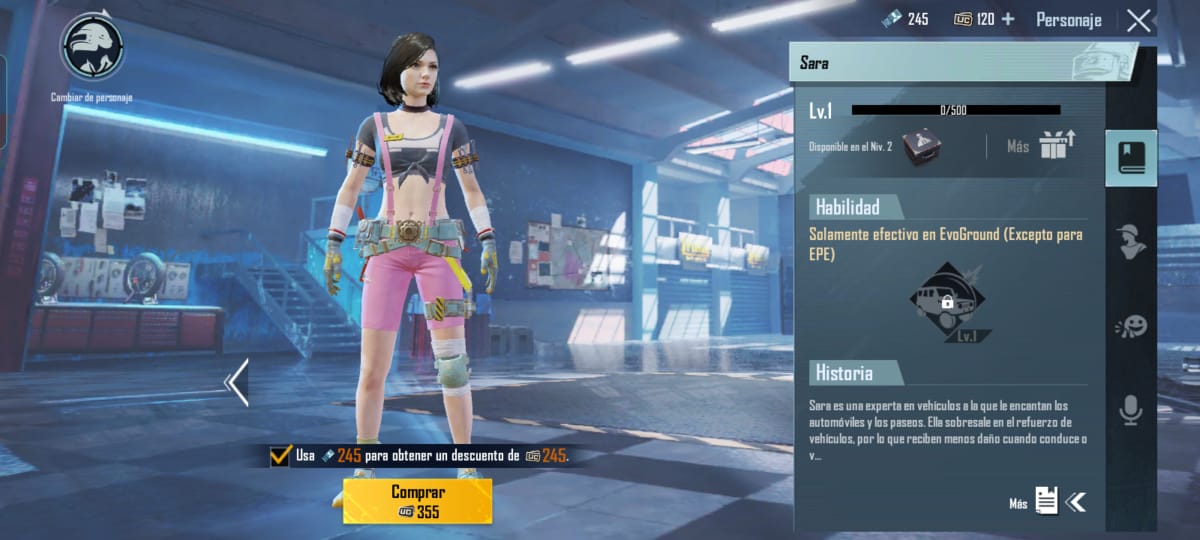 245
UC 120 +
Personaje
Cambiar de personaje
Sara
Lv.1
0/500
Disponible en el Niv. 2
Más
Habilidad
Solamente efectivo en EvoGround (Excepto para
EPE)
Lv.1
Historia
Sara es una experta en vehículos a la que le encantan los
automóviles y los paseos. Ella sobresale en el refuerzo de
vehículos, por lo que reciben menos daño cuando conduce o
v...
Más
Usa 245 para obtener un descuento de UC 245.
Comprar
UC 355